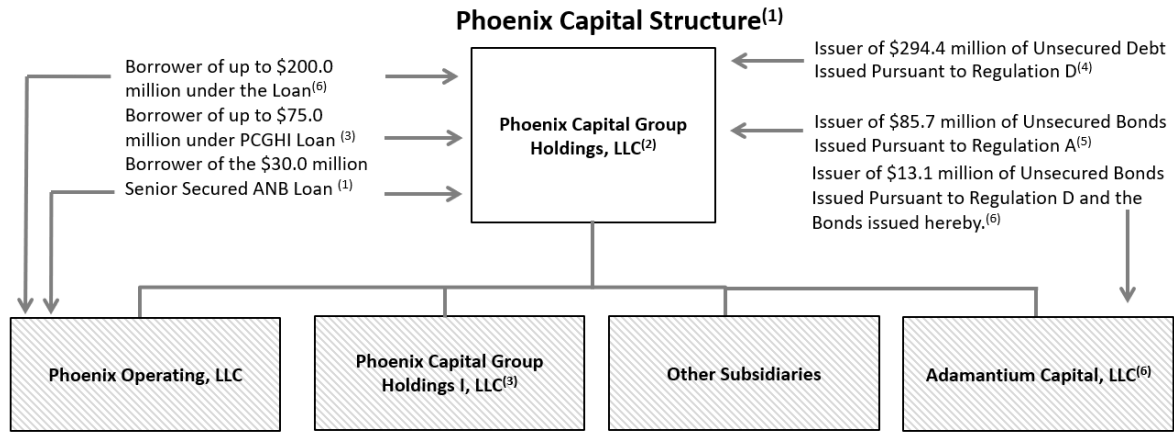 Phoenix Capital Structure(1)
Borrower of up to $200.0
million under the Loan(6)
Borrower of up to $75.0
million under PCGHI Loan (3)
Borrower of the $30.0 million
Senior Secured ANB Loan (1)
Phoenix Capital Group
Holdings, LLC(2)
Issuer of $294.4 million of Unsecured Debt
Issued Pursuant to Regulation D(4)
Issuer of $85.7 million of Unsecured Bonds
Issued Pursuant to Regulation A(5)
Issuer of $13.1 million of Unsecured Bonds
Issued Pursuant to Regulation D and the
Bonds issued hereby.(6)
Phoenix Operating, LLC
Phoenix Capital Group
Holdings I, LLC(3)
Other Subsidiaries
Adamantium Capital, LLC(6)